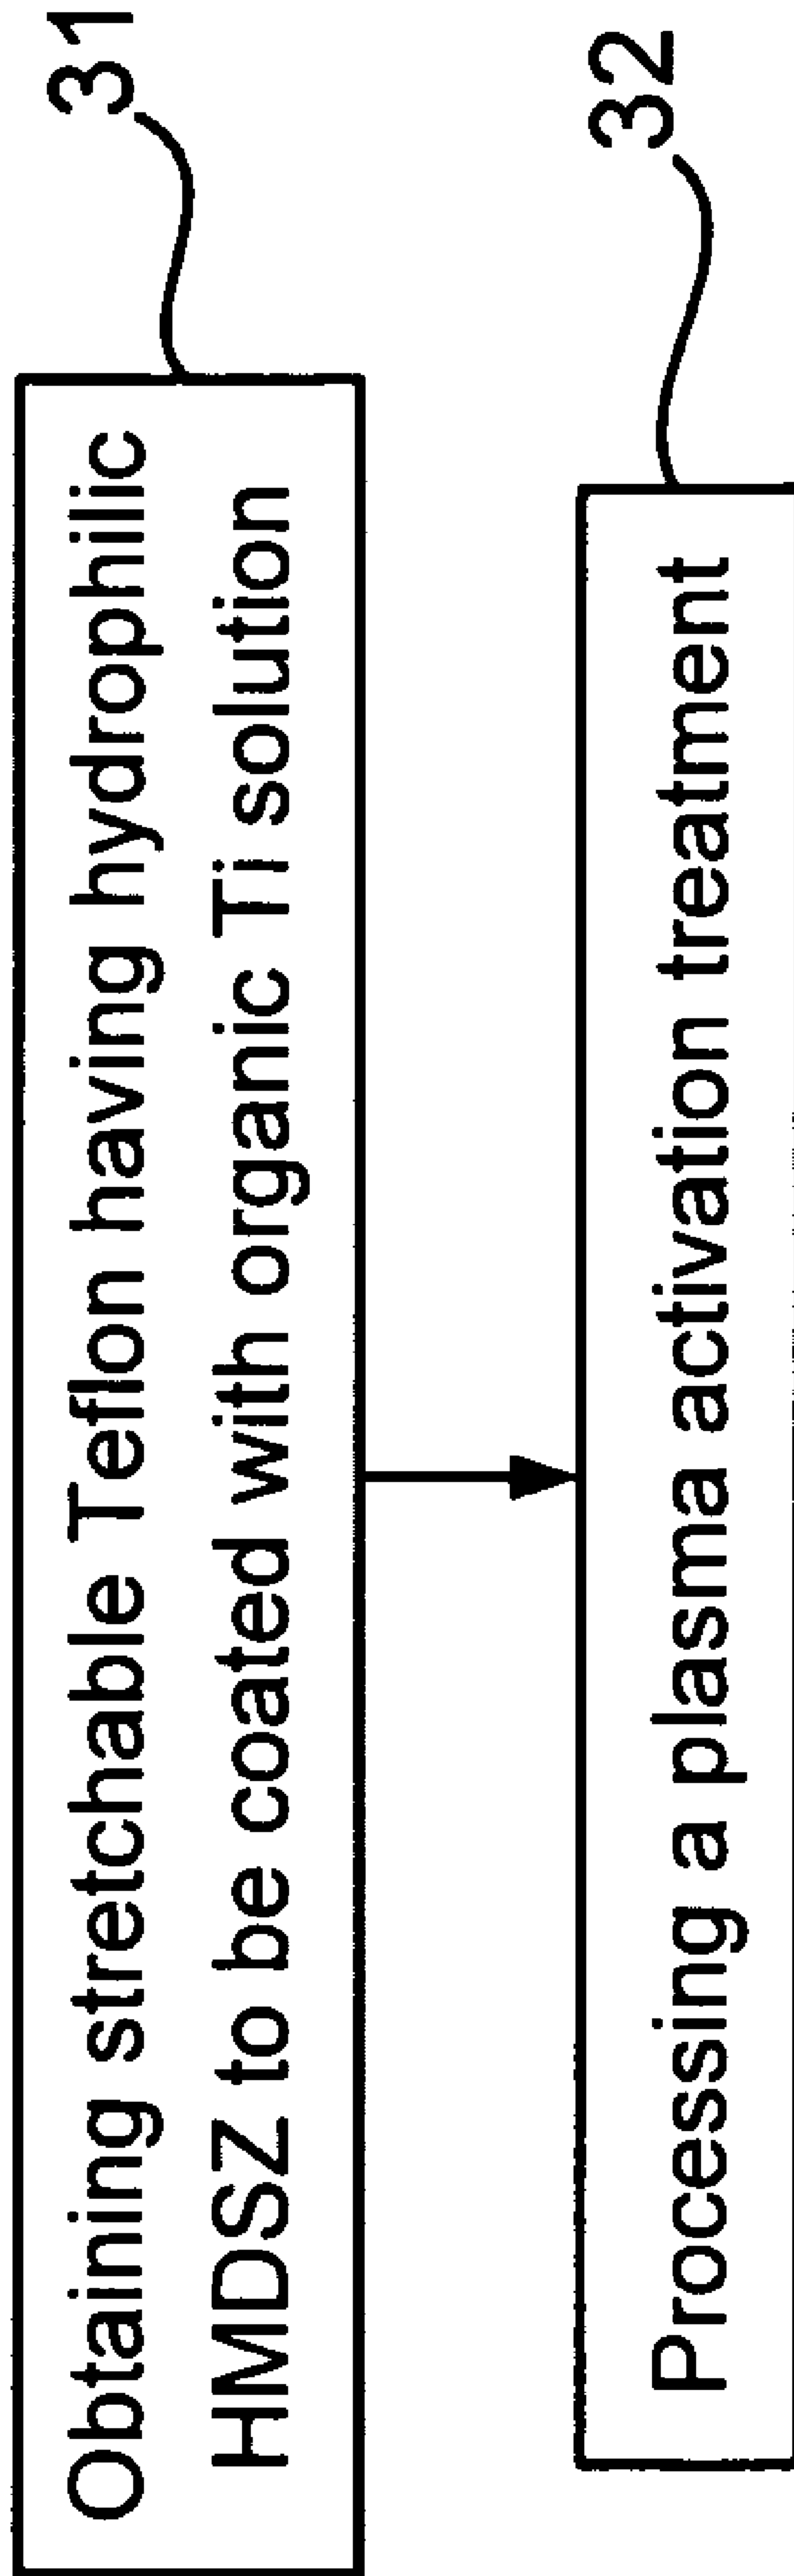 Obtaining stretchable Teflon having hydrophilic
HMDSZ to be coated with organic Ti solution
31
Processing a plasma activation treatment
32